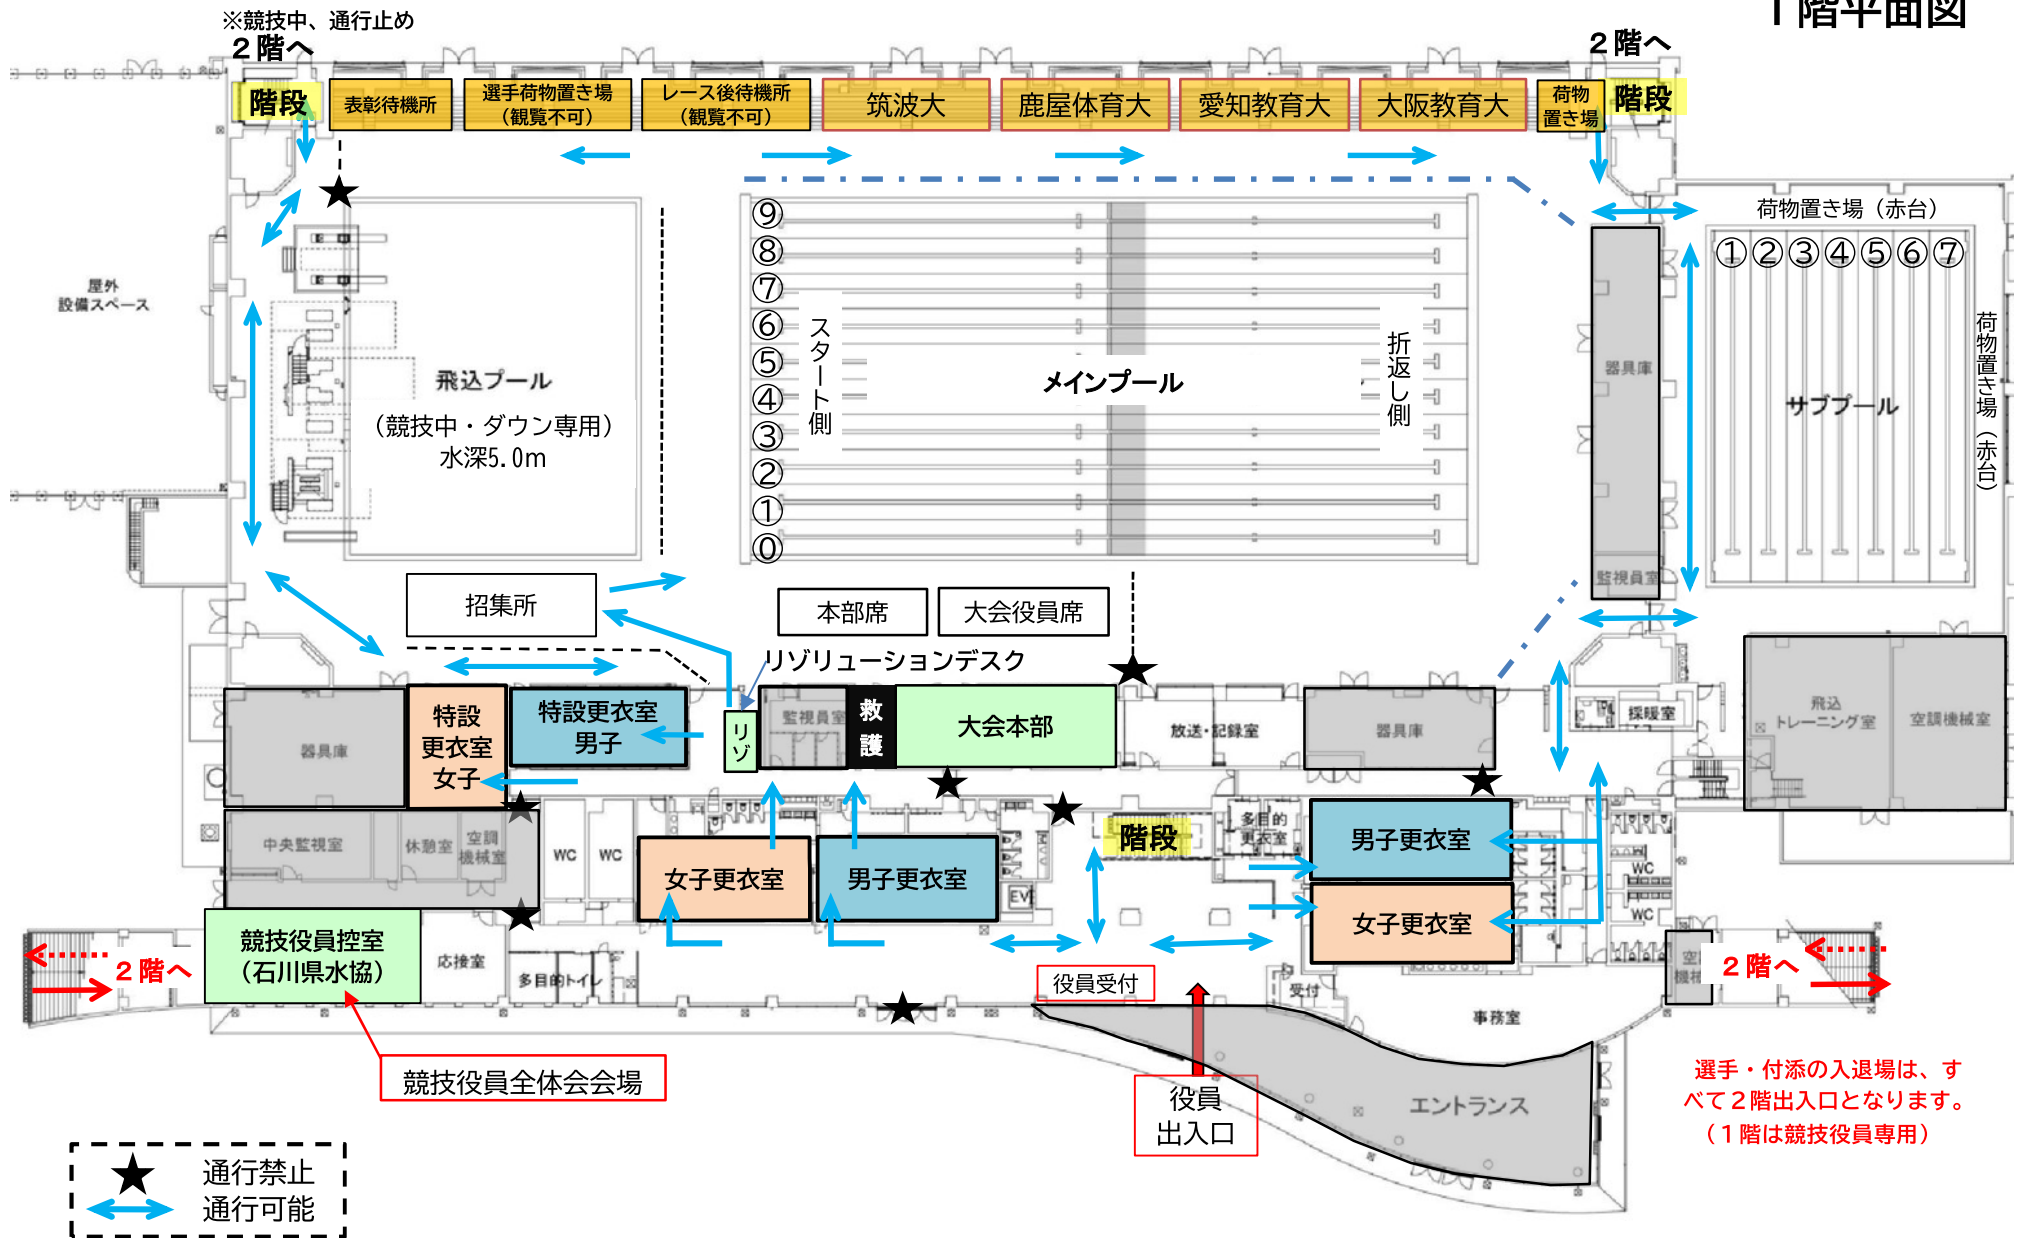 ※競技中、通行止め
２階へ
１階平面図
２階へ
階段
表彰待機所
選手荷物置き場
（観覧不可）
レース後待機所
（観覧不可）
筑波大
鹿屋体育大
愛知教育大
大阪教育大
荷物
置き場
階段
荷物置き場（赤台）
⑨
⑧
⑦
⑥
⑤
④
③
②
①
⓪
スタート側
メインプール
折返し側
①②③④⑤⑥⑦
サブプール
荷物置き場（赤台）
屋外
設備スペース
飛込プール
（競技中・ダウン専用）
水深5.0m
器具庫
監視員室
招集所
本部席
大会役員席
リゾリューションデスク
器具庫
特設
更衣室
女子
特設更衣室
男子
リゾ
監視員室
救護
大会本部
放送・記録室
器具庫
採暖室
飛込
トレーニング室
空調機械室
中央監視室
休憩室
空調
機械室
WC
WC
女子更衣室
男子更衣室
EV
階段
多目的
更衣室
男子更衣室
女子更衣室
WC
WC
２階へ
競技役員控室
（石川県水協）
応接室
多目的トイレ
役員受付
受付
事務室
空調
機械
２階へ
競技役員全体会会場
役員
出入口
エントランス
選手・付添の入退場は、す
べて２階出入口となります。
（１階は競技役員専用）
★ 通行禁止
通行可能